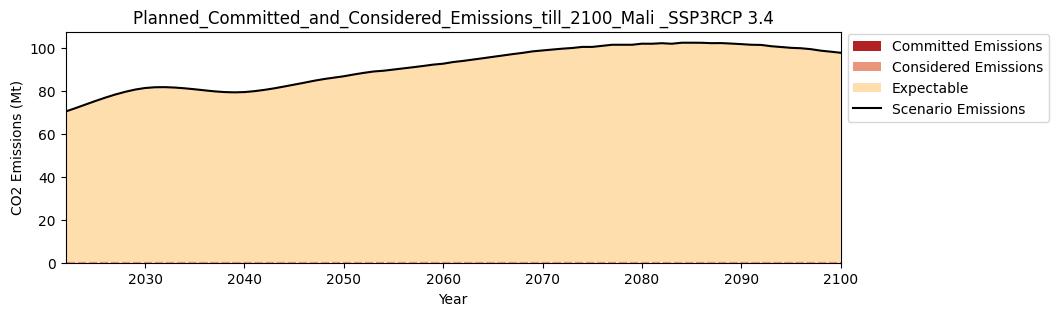 Planned_Committed_and_Considered_Emissions_till_2100_Mali _SSP3RCP 3.4
Committed Emissions
Considered Emissions
Expectable
Scenario Emissions
CO2 Emissions (Mt)
100
80
60
40
20
0
2030 2040 2050 2060 2070 2080 2090 2100
Year